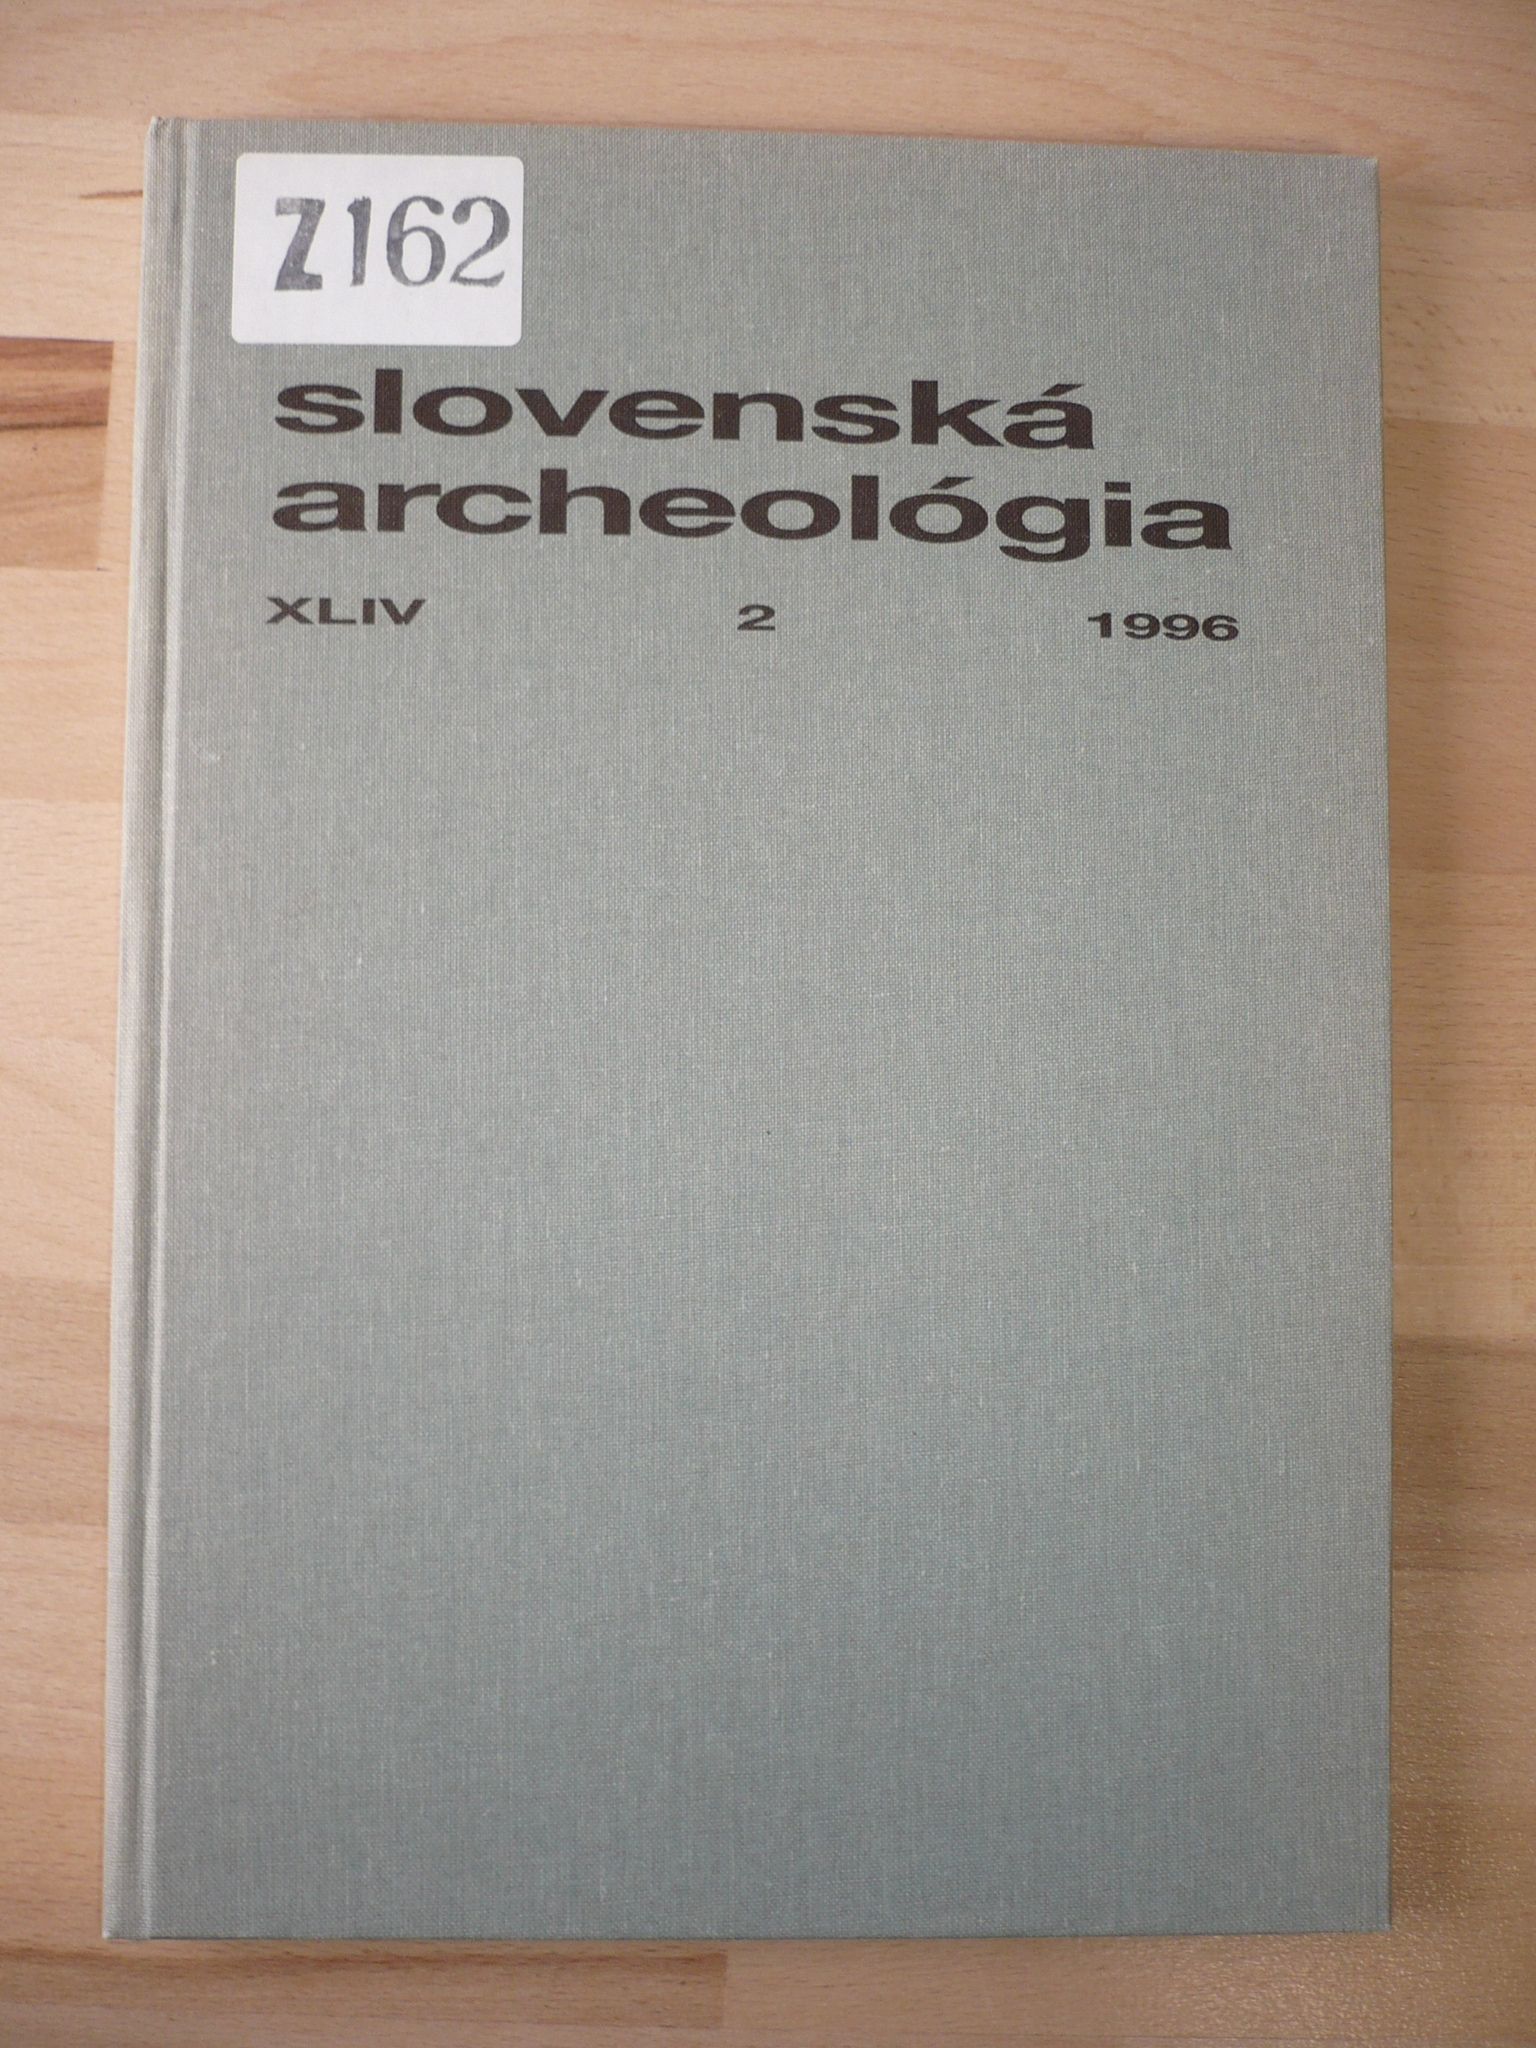 Z162
slovenská
archeológia
XLIV 2 1996